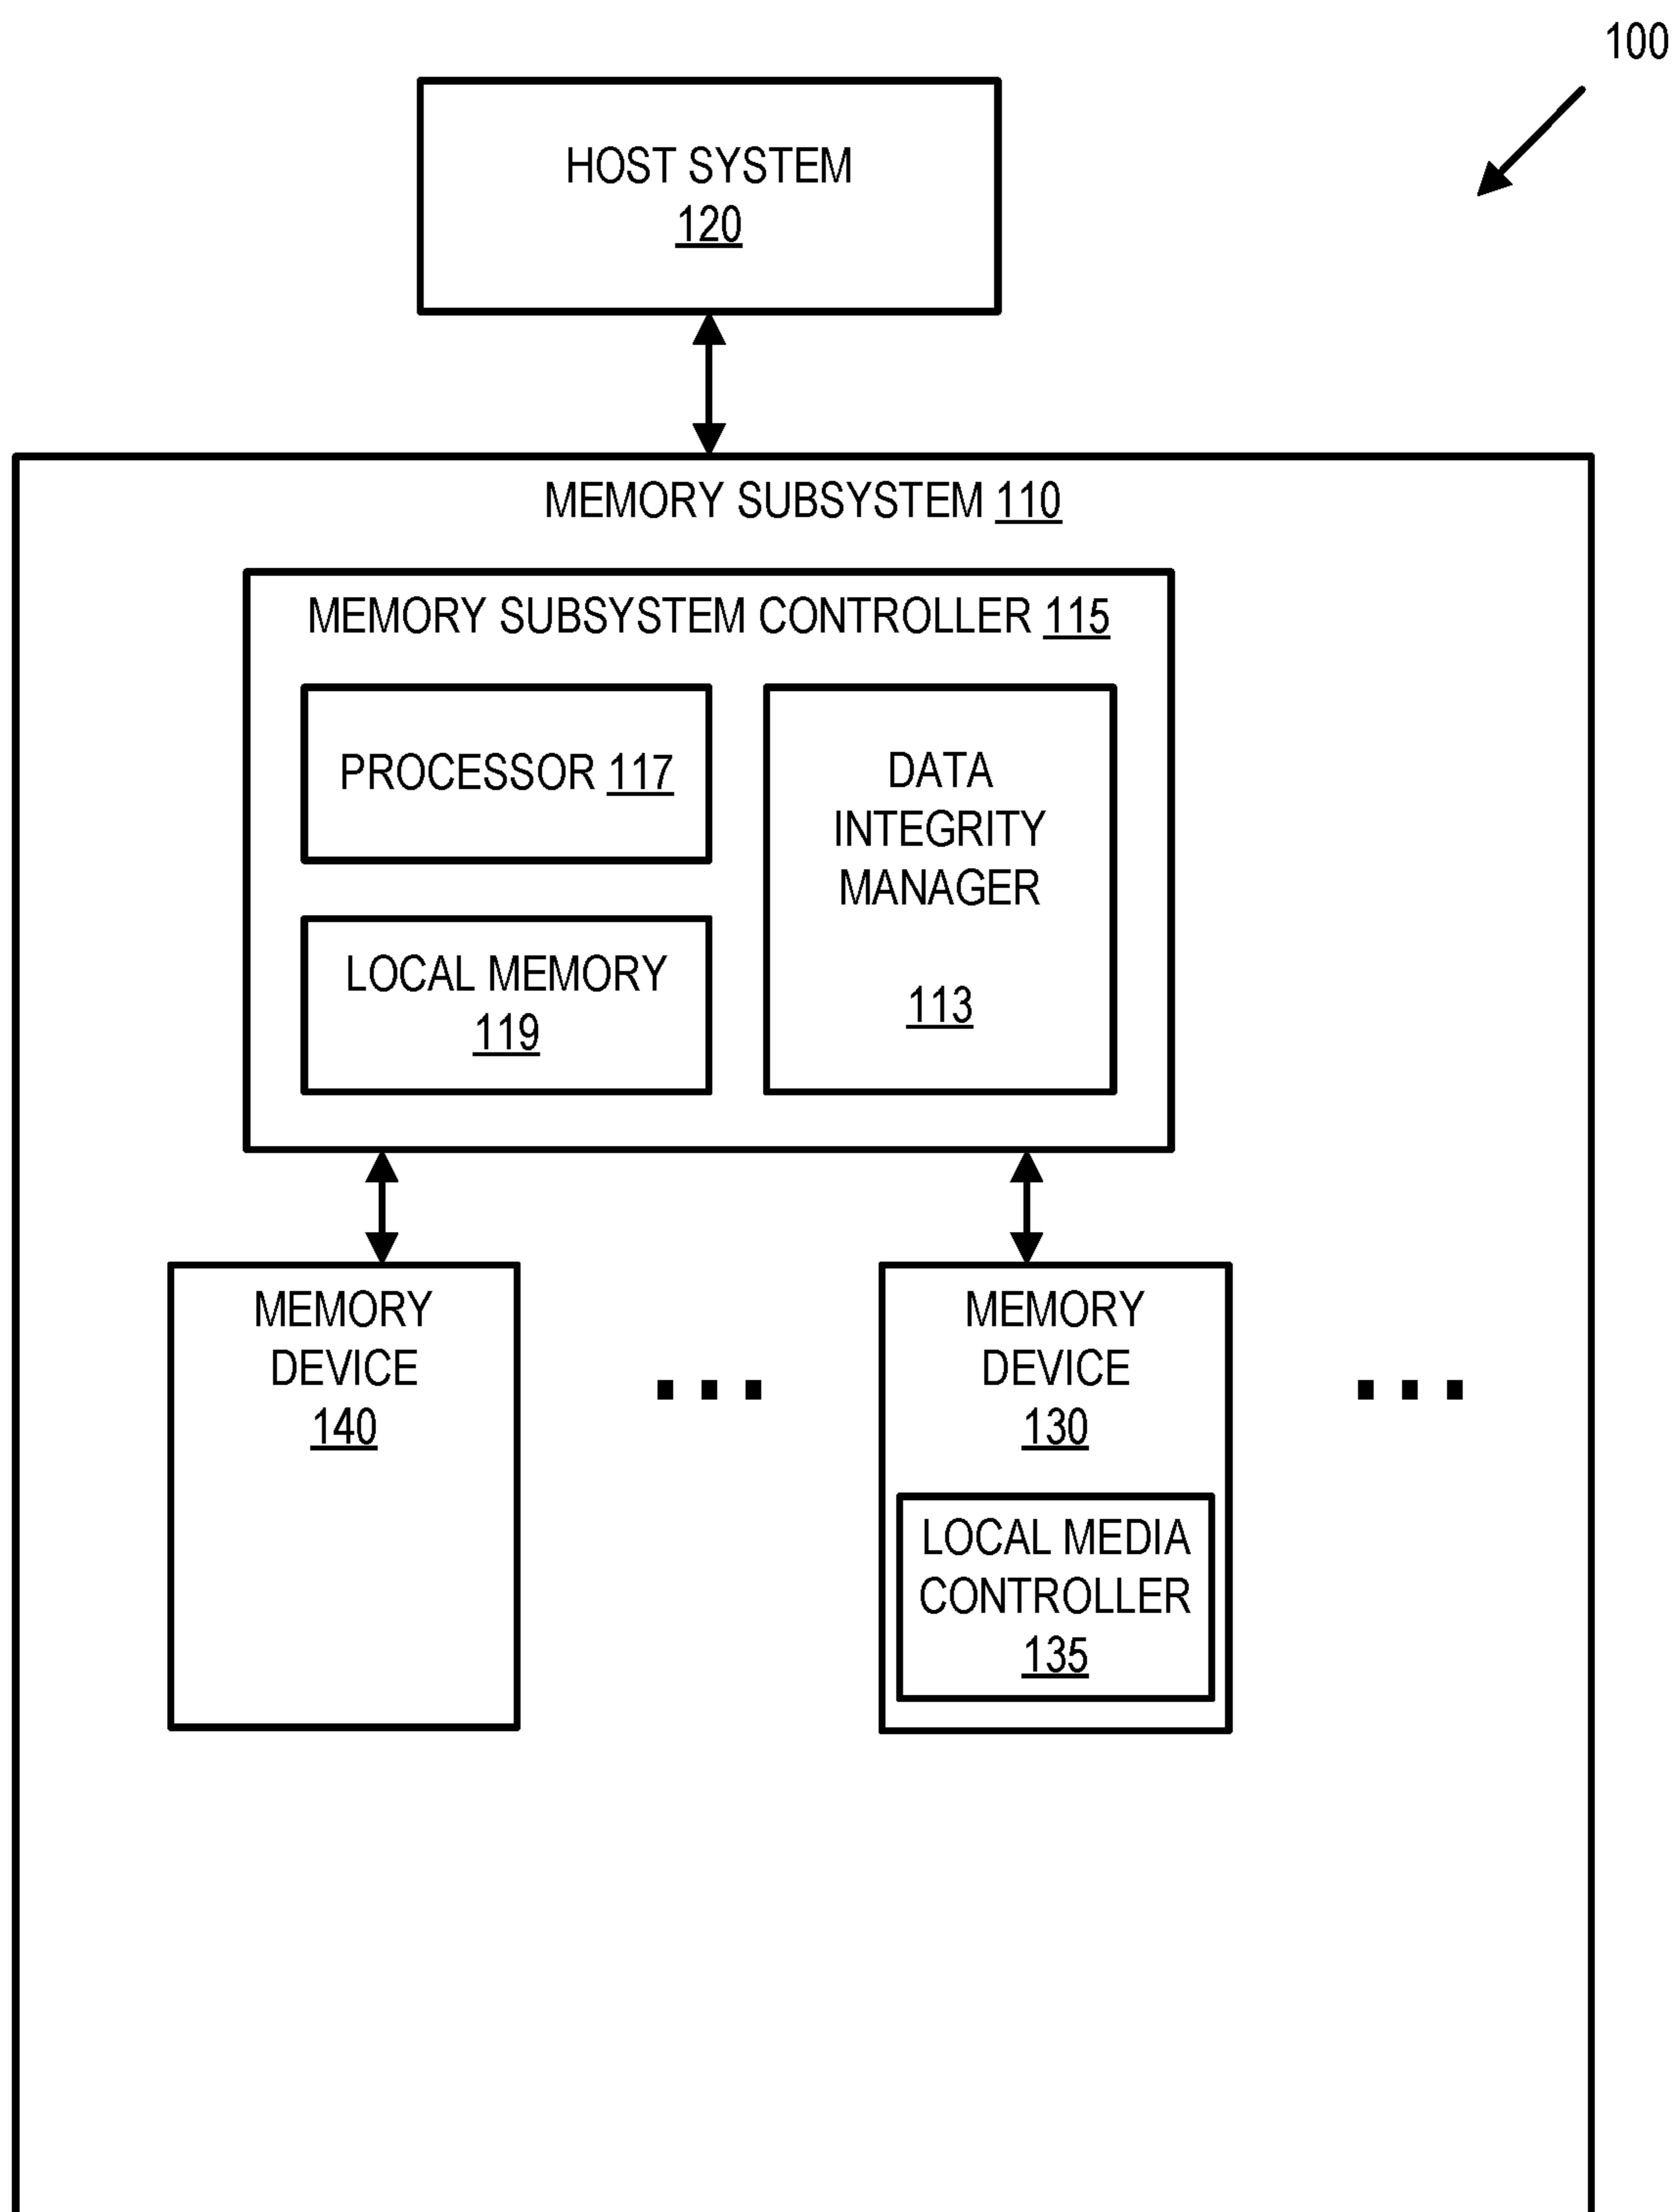 100
HOST SYSTEM
120
MEMORY SUBSYSTEM 110
MEMORY SUBSYSTEM CONTROLLER 115
PROCESSOR 117
DATA
INTEGRITY
MANAGER
113
LOCAL MEMORY
119
MEMORY
DEVICE
140
MEMORY
DEVICE
130
LOCAL MEDIA
CONTROLLER
135